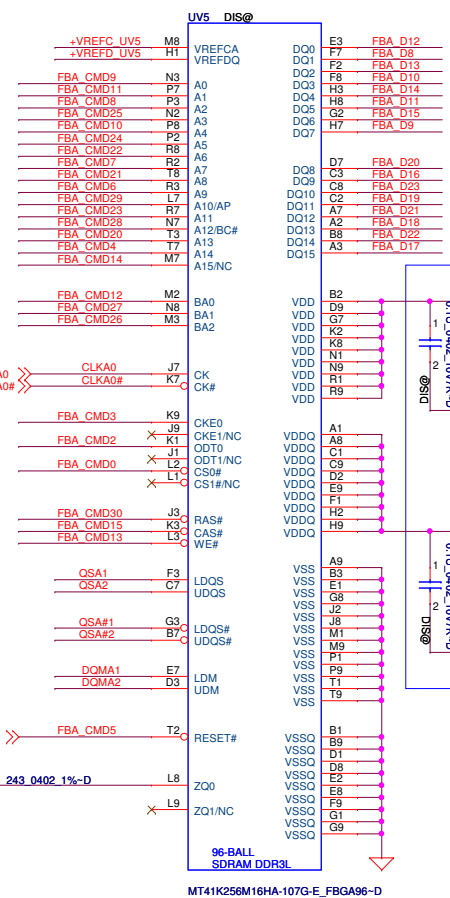 UV5 DIS@
+VREFC_UV5 M8 VREFCA DQ0 E3 FBA_D12
+VREFD_UV5 H1 VREFDQ DQ1 F7 FBA_D8
DQ2 F2 FBA_D13
FBA_CMD9 N3 A0 DQ3 F8 FBA_D10
FBA_CMD11 P7 A1 DQ4 H3 FBA_D14
FBA_CMD8 P3 A2 DQ5 H8 FBA_D11
FBA_CMD25 N2 A3 DQ6 G2 FBA_D15
FBA_CMD10 P8 A4 DQ7 H7 FBA_D9
FBA_CMD24 P2 A5
FBA_CMD22 R8 A6
FBA_CMD7 R2 A7 DQ8 D7 FBA_D20
FBA_CMD21 T8 A8 DQ9 C3 FBA_D16
FBA_CMD6 R3 A9 DQ10 C8 FBA_D23
FBA_CMD29 L7 A10/AP DQ11 C2 FBA_D19
FBA_CMD23 R7 A11 DQ12 A7 FBA_D21
FBA_CMD28 N7 A12/BC# DQ13 A2 FBA_D18
FBA_CMD20 T3 A13 DQ14 B8 FBA_D22
FBA_CMD4 T7 A14 DQ15 A3 FBA_D17
FBA_CMD14 M7 A15/NC
FBA_CMD12 M2 BA0 VDD B2
FBA_CMD27 N8 BA1 VDD D9
FBA_CMD26 M3 BA2 VDD G7
VDD K2
VDD K8
VDD N1
CLKA0 J7 CK VDD N9
CLKA0# K7 CK# VDD R1
VDD R9
FBA_CMD3 K9 CKE0
J9 CKE1/NC VDDQ A1
FBA_CMD2 K1 ODT0 VDDQ A8
J1 ODT1/NC VDDQ C1
FBA_CMD0 L2 CS0# VDDQ C9
L1 CS1#/NC VDDQ D2
VDDQ E9
VDDQ F1
FBA_CMD30 J3 RAS# VDDQ H2
FBA_CMD15 K3 CAS# VDDQ H9
FBA_CMD13 L3 WE#
VSS A9
QSA1 F3 LDQS VSS B3
QSA2 C7 UDQS VSS E1
VSS G8
VSS J2
QSA#1 G3 LDQS# VSS J8
QSA#2 B7 UDQS# VSS M1
VSS M9
VSS P1
DQMA1 E7 LDM VSS P9
DQMA2 D3 UDM VSS T1
VSS T9
FBA_CMD5 T2 RESET# VSSQ B1
VSSQ B9
VSSQ D1
VSSQ D8
243_0402_1%~D L8 ZQ0 VSSQ E2
VSSQ E8
L9 ZQ1/NC VSSQ F9
VSSQ G1
VSSQ G9
96-BALL
SDRAM DDR3L
MT41K256M16HA-107G-E_FBGA96~D
1
2
DIS@
1
2
DIS@